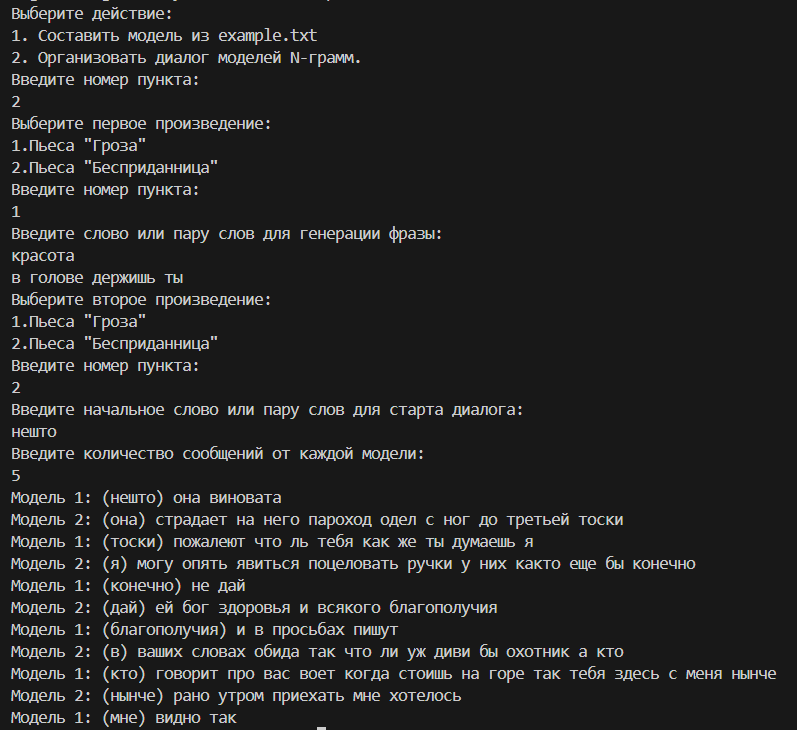 Выберите действие:
1. Составить модель из example.txt
2. Организовать диалог моделей N-грамм.
Введите номер пункта:
2
Выберите первое произведение:
1.Пьеса "Гроза"
2.Пьеса "Бесприданница"
Введите номер пункта:
1
Введите слово или пару слов для генерации фразы:
красота
в голове держишь ты
Выберите второе произведение:
1.Пьеса "Гроза"
2.Пьеса "Бесприданница"
Введите номер пункта:
2
Введите начальное слово или пару слов для старта диалога:
нешто
Введите количество сообщений от каждой модели:
5
Модель 1: (нешто) она виновата
Модель 2: (она) страдает на него пароход одел с ног до третьей тоски
Модель 1: (тоски) пожалеют что ль тебя как же ты думаешь я
Модель 2: (я) могу опять явиться поцеловать ручки у них както еще бы конечно
Модель 1: (конечно) не дай
Модель 2: (дай) ей бог здоровья и всякого благополучия
Модель 1: (благополучия) и в просьбах пишут
Модель 2: (в) ваших словах обида так что ли уж диви бы охотник а кто
Модель 1: (кто) говорит про вас воет когда стоишь на горе так тебя здесь с меня нынче
Модель 2: (нынче) рано утром приехать мне хотелось
Модель 1: (мне) видно так